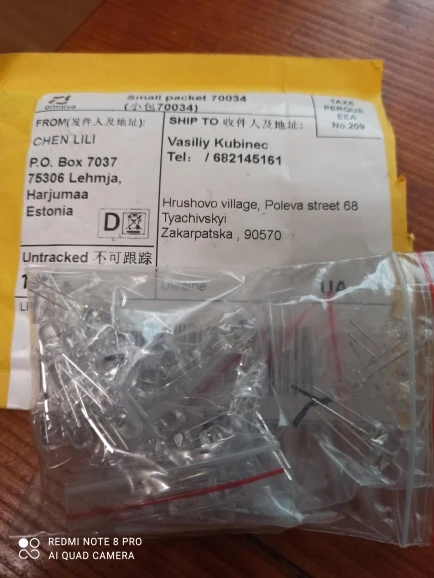 Small packet 70034
(小包70034)
omniva
TAXE
PERQUE
EEA
No.209
FROM(发件人及地址):
CHEN LILI
P.O. Box 7037
75306 Lehmja,
Harjumaa
Estonia
D
Untracked 不可跟踪
SHIP TO 收件人及地址:
Vasiliy Kubinec
Tel: / 682145161
Hrushovo village, Poleva street 68
Tyachivskyi
Zakarpatska , 90570
Ukraine
UA
REDMI NOTE 8 PRO
AI QUAD CAMERA